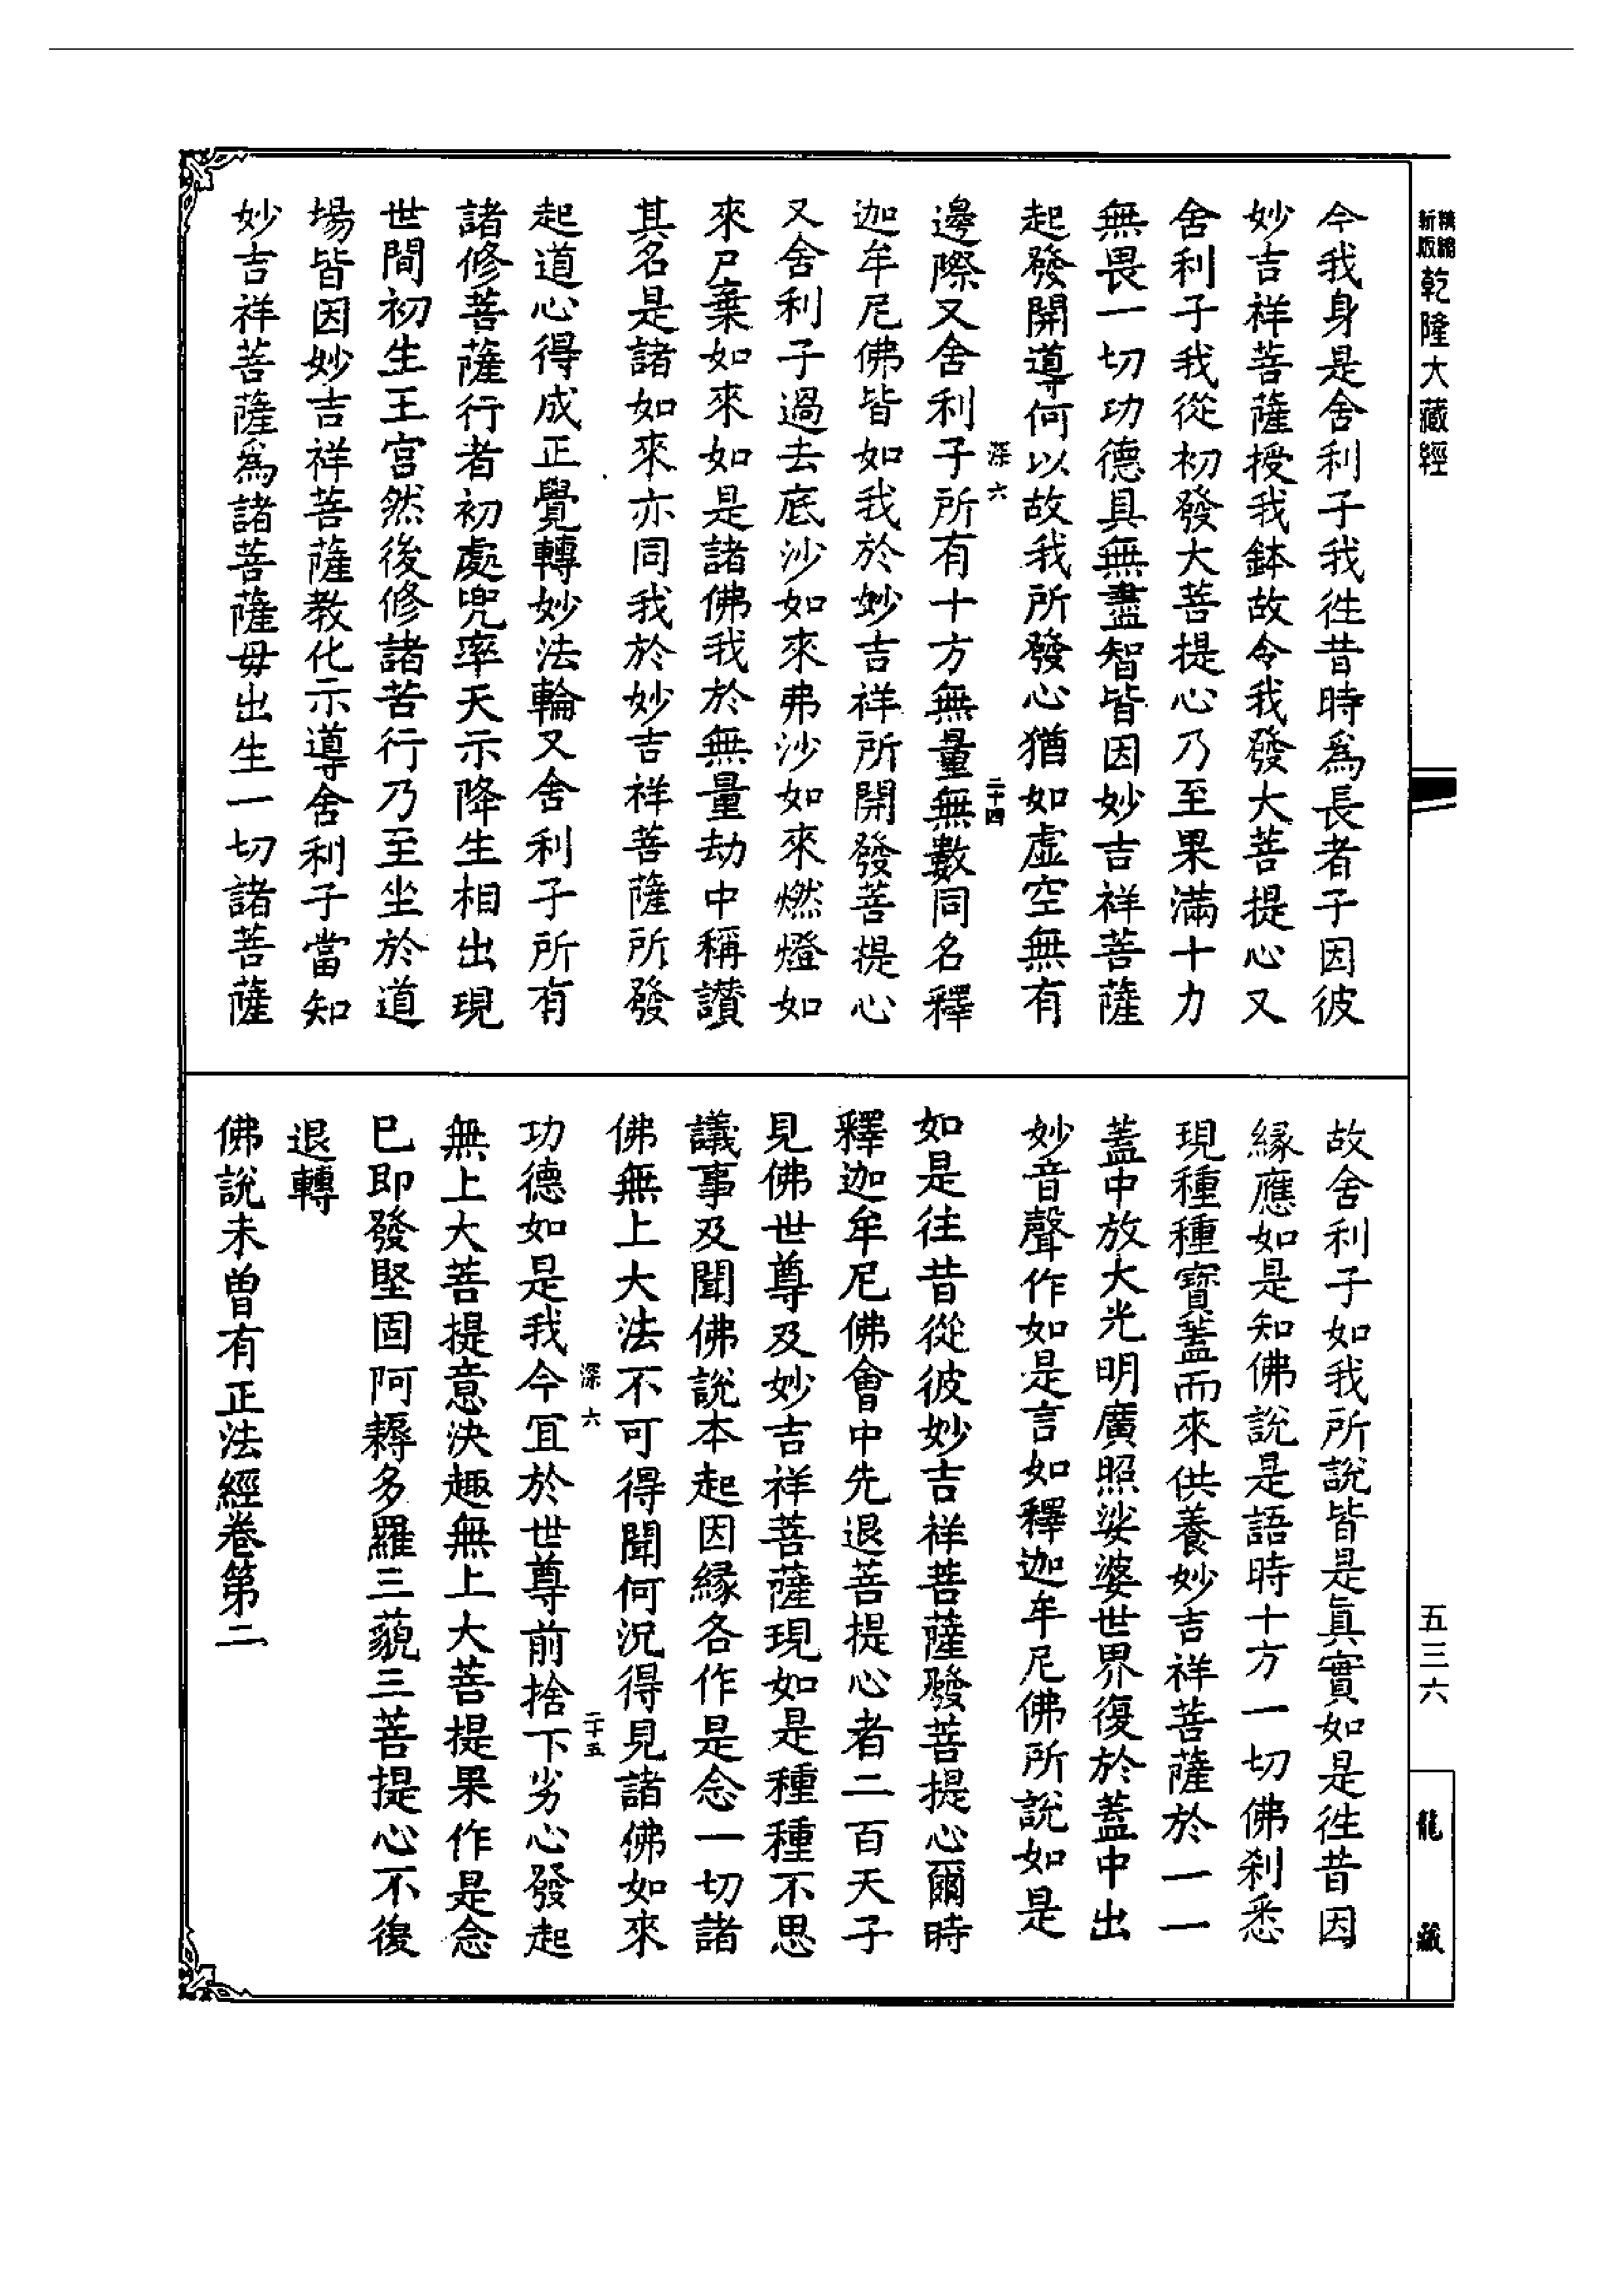 新版
精縮
乾隆大藏經
今我身是舍利子我徃昔時為長者子因彼
妙吉祥菩薩授我鉢故令我發大菩提心又
舍利子我從初發大菩提心乃至果滿十力
無畏一切功德具無盡智皆因妙吉祥菩薩
起發開導何以故我所發心猶如虛空無有
深六
二十四
邊際又舍利子所有十方無量無數同名釋
迦牟尼佛皆如我於妙吉祥所開發菩提心
又舍利子過去底沙如來弗沙如來燃燈如
來尸棄如來如是諸佛我於無量劫中稱讚
其名是諸如來亦同我於妙吉祥菩薩所發
起道心得成正覺轉妙法輪又舍利子所有
諸修菩薩行者初處兜率天示降生相出現
世間初生王宮然後修諸苦行乃至坐於道
場皆因妙吉祥菩薩教化示導舍利子當知
妙吉祥菩薩為諸菩薩毋出生一切諸菩薩
故舍利子如我所說皆是眞實如是徃昔因
緣應如是知佛說是語時十方一切佛刹悉
現種種寶蓋而來供養妙吉祥菩薩於一一
蓋中放大光明廣照娑婆世界復於蓋中出
妙音聲作如是言如釋迦牟尼佛所說如是
如是往昔從彼妙吉祥菩薩發菩提心爾時
釋迦牟尼佛會中先退菩提心者二百天子
見佛世尊及妙吉祥菩薩現如是種種不思
議事及聞佛說本起因緣各作是念一切諸
佛無上大法不可得聞何況得見諸佛如來
深六
二十五
功德如是我今冝於世尊前捨下劣心發起
無上大菩提意決趣無上大菩提果作是念
已即發堅固阿耨多羅三藐三菩提心不復
退轉
佛說未曽有正法經卷第二
五三六
龍藏